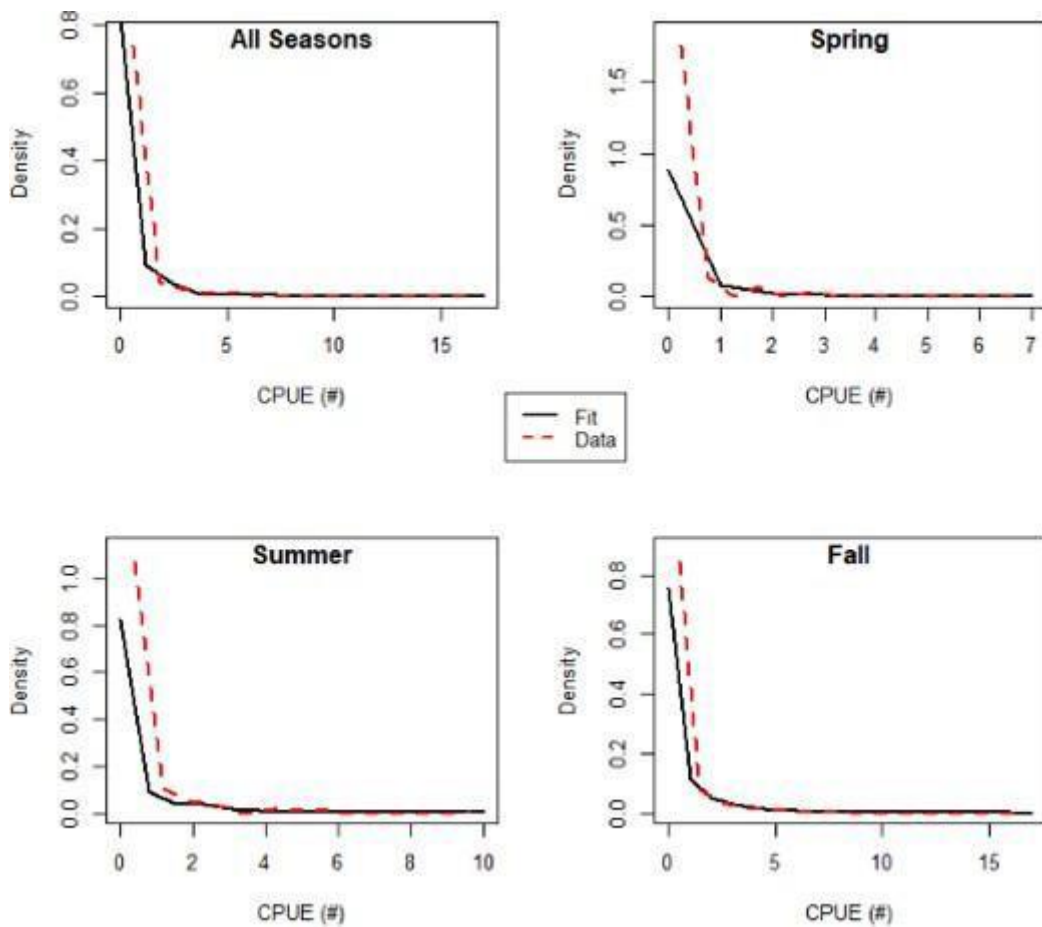 All Seasons
Density
0.0 0.2 0.4 0.6 0.8
0 5 10 15
CPUE (#)
Spring
Density
0.0 0.5 1.0 1.5
0 1 2 3 4 5 6 7
CPUE (#)
Fit
Data
Summer
Density
0.0 0.2 0.4 0.6 0.8 1.0
0 2 4 6 8 10
CPUE (#)
Fall
Density
0.0 0.2 0.4 0.6 0.8
0 5 10 15
CPUE (#)